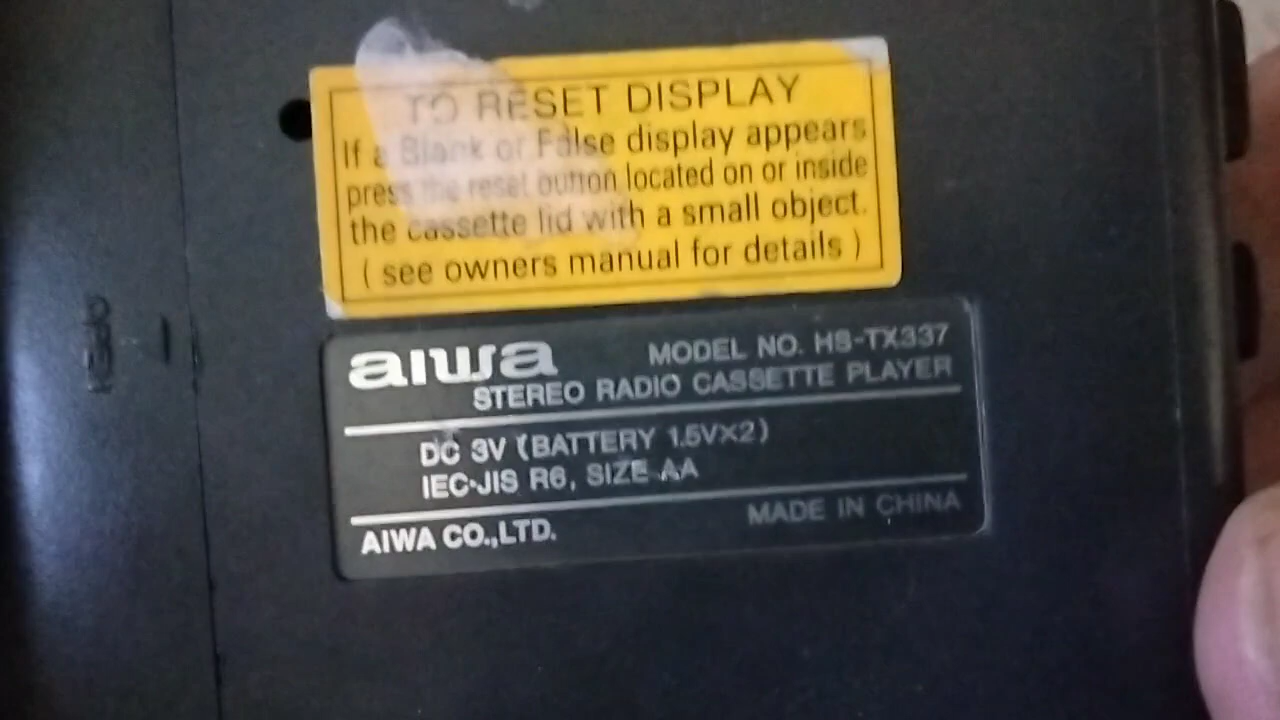 TO RESET DISPLAY
If a Blank or False display appears
press the reset button located on or inside
the cassette lid with a small object.
( see owners manual for details )
aiwa
MODEL NO. HS-TX337
STEREO RADIO CASSETTE PLAYER
DC 3V (BATTERY 1.5V×2)
IEC·JIS R6, SIZE AA
MADE IN CHINA
AIWA CO.,LTD.